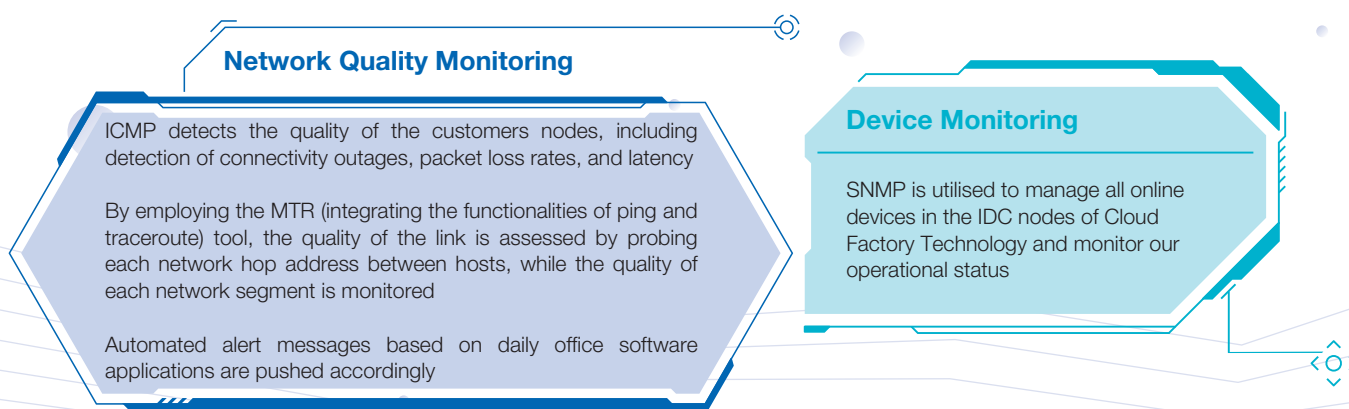 Network Quality Monitoring
ICMP detects the quality of the customers nodes, including
detection of connectivity outages, packet loss rates, and latency
By employing the MTR (integrating the functionalities of ping and
traceroute) tool, the quality of the link is assessed by probing
each network hop address between hosts, while the quality of
each network segment is monitored
Automated alert messages based on daily office software
applications are pushed accordingly
Device Monitoring
SNMP is utilised to manage all online
devices in the IDC nodes of Cloud
Factory Technology and monitor our
operational status